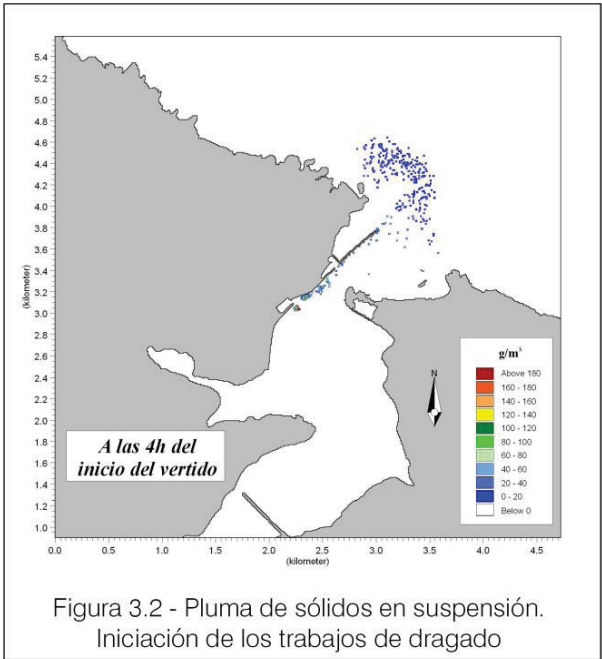 5.4
5.2
5.0
4.8
4.6
4.4
4.2
4.0
3.8
3.6
3.4
3.2
3.0
2.8
2.6
2.4
2.2
2.0
1.8
1.6
1.4
1.2
1.0
(kilometer)
0.0 0.5 1.0 1.5 2.0 2.5 3.0 3.5 4.0 4.5
(kilometer)
A las 4h del
inicio del vertido
N
g/m³
Above 180
160 - 180
140 - 160
120 - 140
100 - 120
80 - 100
60 - 80
40 - 60
20 - 40
0 - 20
Below 0
Figura 3.2 - Pluma de sólidos en suspensión.
Iniciación de los trabajos de dragado